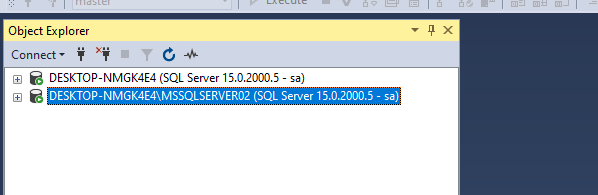 master
Execute
Object Explorer
Connect
DESKTOP-NMGK4E4 (SQL Server 15.0.2000.5 - sa)
DESKTOP-NMGK4E4\MSSQLSERVER02 (SQL Server 15.0.2000.5 - sa)